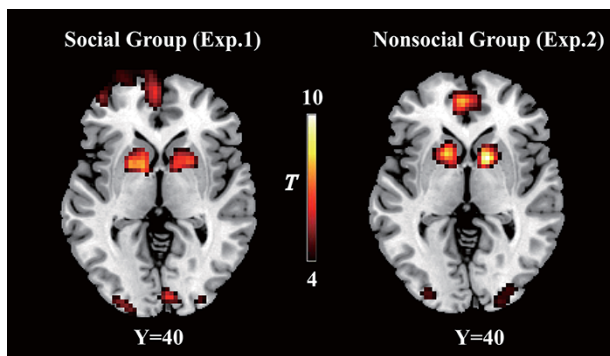 Social Group (Exp.1)
Nonsocial Group (Exp.2)
10
T
4
Y=40
Y=40